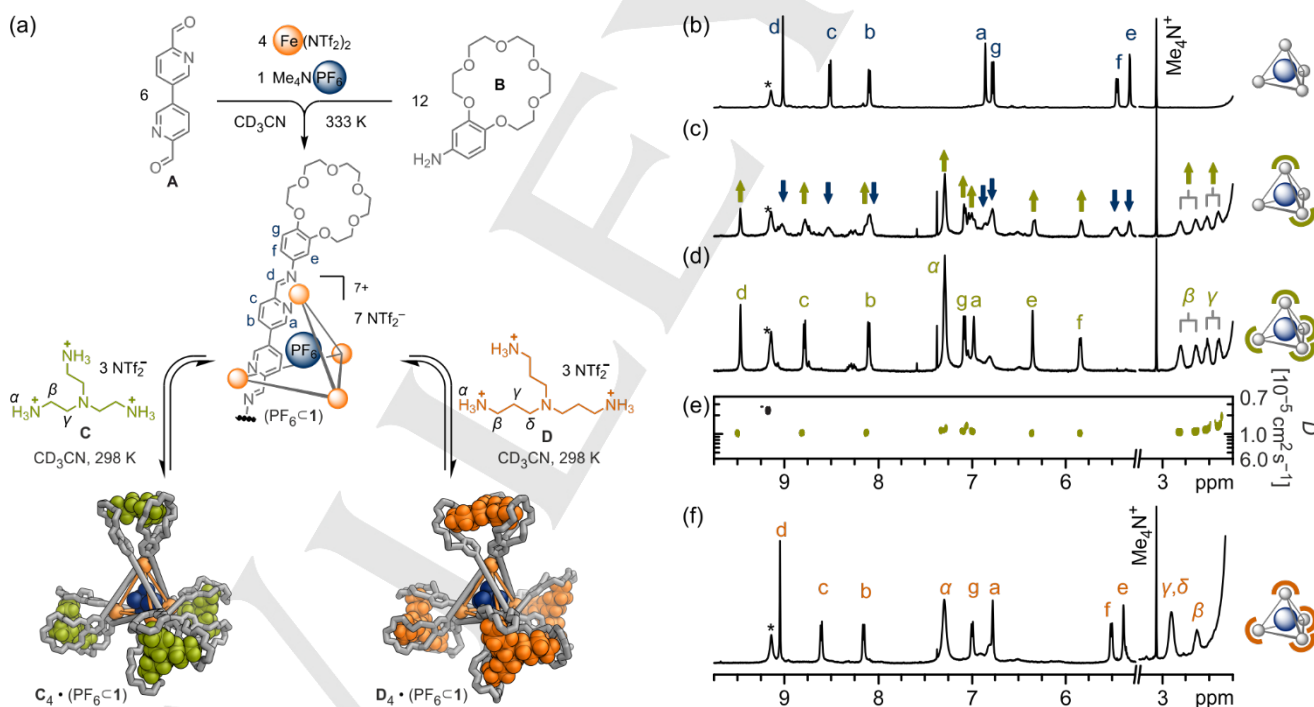 (a)
4 Fe(NTf₂)₂
1 Me₄NPF₆
CD₃CN 333 K
6
A
12
B
H₂N
g
f
e
d
c
b
a
N
7+
7 NTf₂⁻
PF₆
(PF₆⊂1)
NH₃⁺
3 NTf₂⁻
α β γ
H₃N⁺ N NH₃⁺
C
CD₃CN, 298 K
H₃N⁺
3 NTf₂⁻
α β γ δ
H₃N⁺ N NH₃⁺
D
CD₃CN, 298 K
C₄ • (PF₆⊂1)
D₄ • (PF₆⊂1)
(b)
* d c b a g f e Me₄N⁺
(c)
*
(d)
d * c b α g a e f β γ
(e)
0.7
1.0
6.0
D [10⁻⁵ cm² s⁻¹]
9 8 7 6 3 ppm
(f)
* d c b α g a f e Me₄N⁺ γ,δ β
9 8 7 6 3 ppm